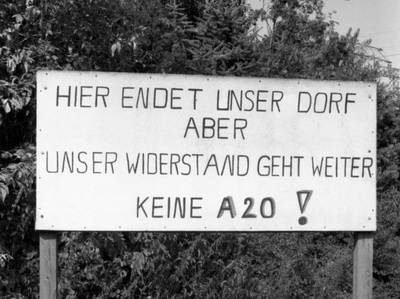 HIER ENDET UNSER DORF
ABER
UNSER WIDERSTAND GEHT WEITER
KEINE A20 !